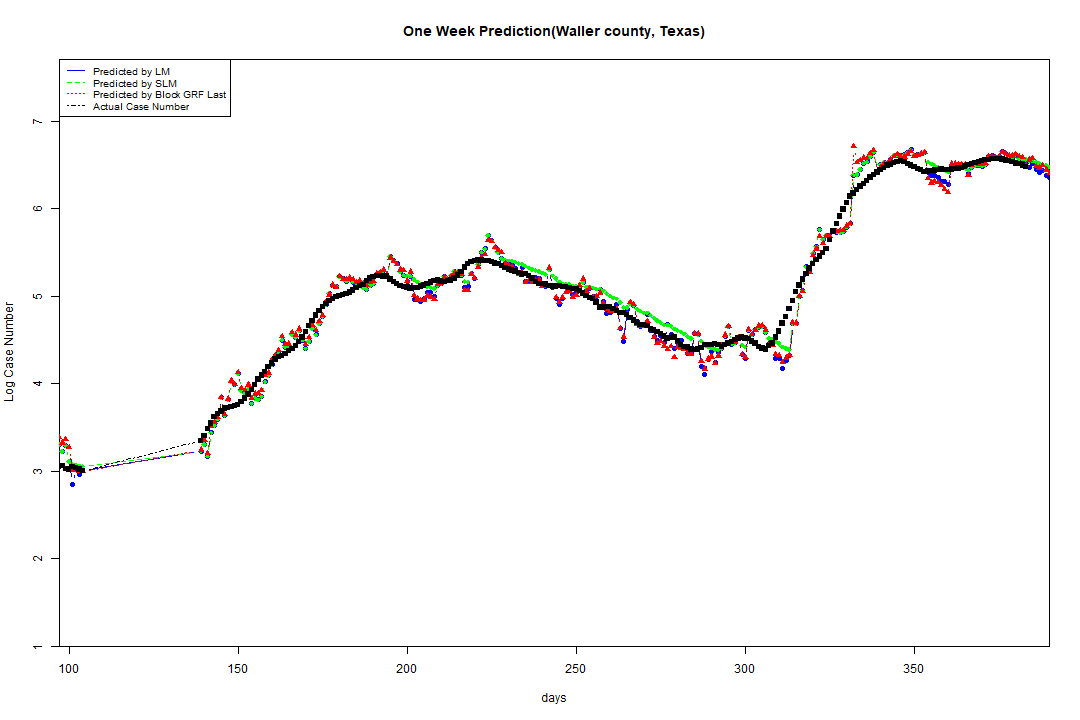 One Week Prediction(Waller county, Texas)
Predicted by LM
Predicted by SLM
Predicted by Block GRF Last
Actual Case Number
7
6
5
4
3
2
1
Log Case Number
100 150 200 250 300 350
days